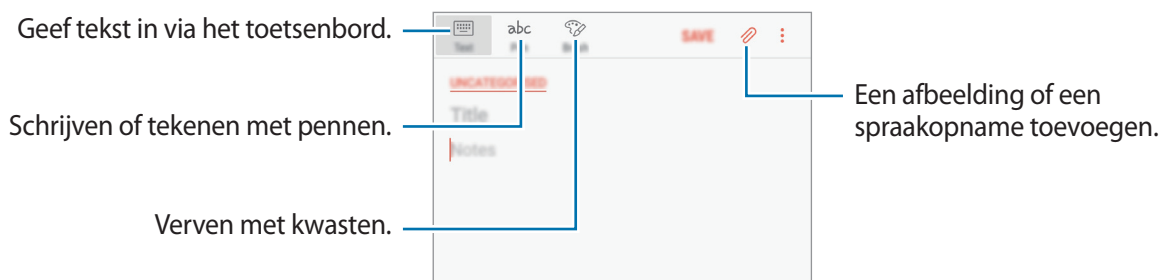 Geef tekst in via het toetsenbord.
abc
Text
SAVE
UNCATEGORISED
Title
Schrijven of tekenen met pennen.
Notes
Een afbeelding of een
spraakopname toevoegen.
Verven met kwasten.